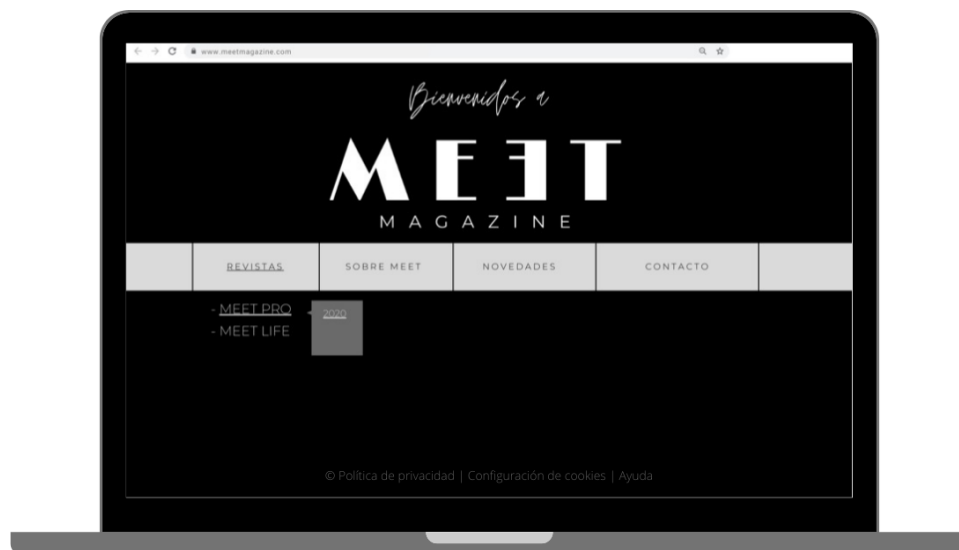 www.meetmagazine.com
Bienvenidos a
MEET
MAGAZINE
REVISTAS SOBRE MEET NOVEDADES CONTACTO
- MEET PRO 2020
- MEET LIFE
© Política de privacidad | Configuración de cookies | Ayuda